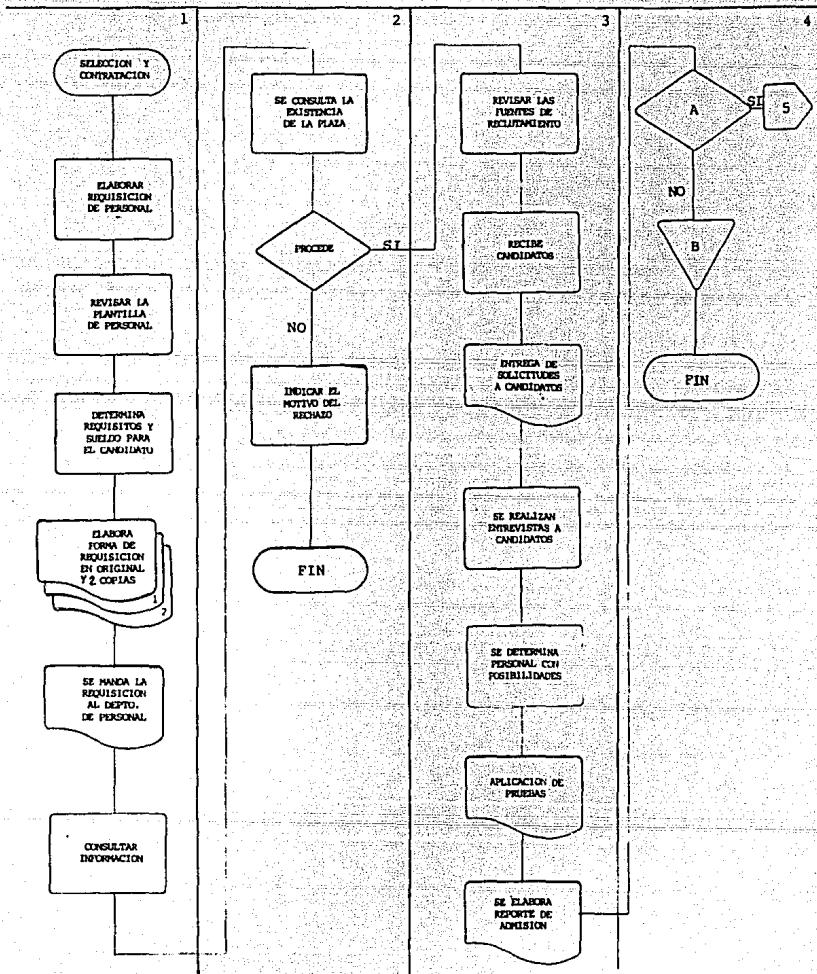 1
SELECCION Y
CONTRATACION
ELABORAR
REQUISICION
DE PERSONAL
REVISAR LA
PLANTILLA
DE PERSONAL
DETERMINA
REQUISITOS Y
SUELDO PARA
EL CANDIDATO
ELABORA
FORMA DE
REQUISICION
EN ORIGINAL
Y 2 COPIAS
1
2
SE MANDA LA
REQUISICION
AL DEPTO.
DE PERSONAL
CONSULTAR
INFORMACION
2
SE CONSULTA LA
EXISTENCIA
DE LA PLAZA
PROCEDE
SI
NO
INDICAR EL
MOTIVO DEL
RECHAZO
FIN
3
REVISAR LAS
FUENTES DE
RECLUTAMIENTO
RECIBE
CANDIDATOS
ENTREGA DE
SOLICITUDES
A CANDIDATOS
SE REALIZAN
ENTREVISTAS A
CANDIDATOS
SE DETERMINA
PERSONAL CON
POSIBILIDADES
APLICACION DE
PRUEBAS
SE ELABORA
REPORTE DE
ADMISION
4
A
SI
5
NO
B
FIN